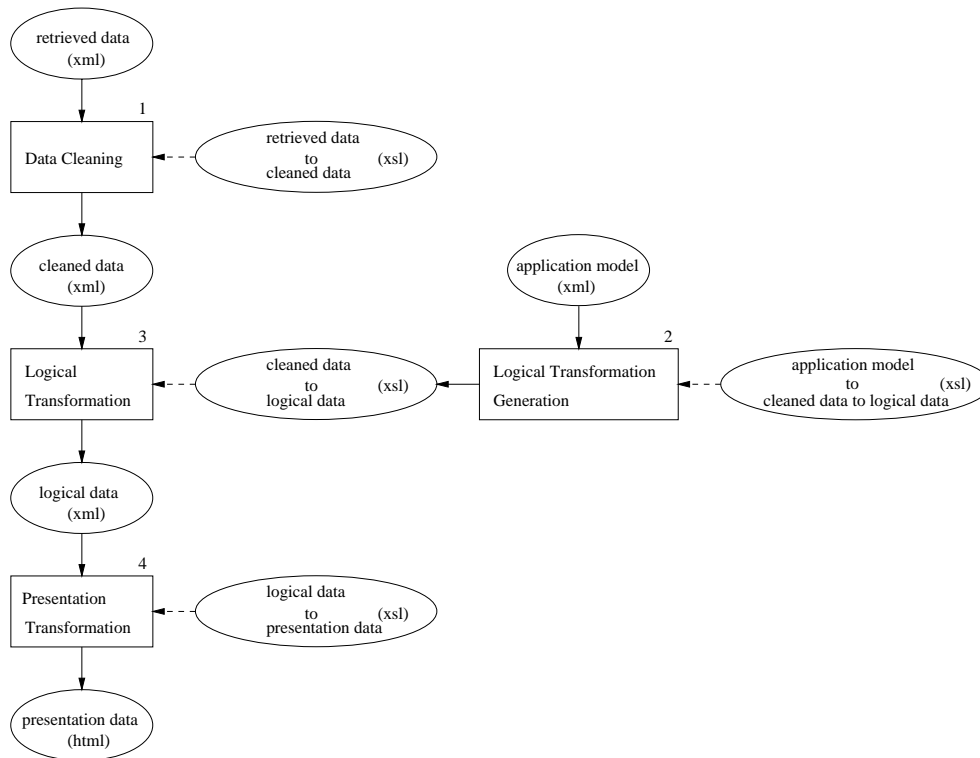 retrieved data
(xml)
1
Data Cleaning
retrieved data
to (xsl)
cleaned data
cleaned data
(xml)
application model
(xml)
3
Logical
Transformation
cleaned data
to (xsl)
logical data
2
Logical Transformation
Generation
application model
to (xsl)
cleaned data to logical data
logical data
(xml)
4
Presentation
Transformation
logical data
to (xsl)
presentation data
presentation data
(html)